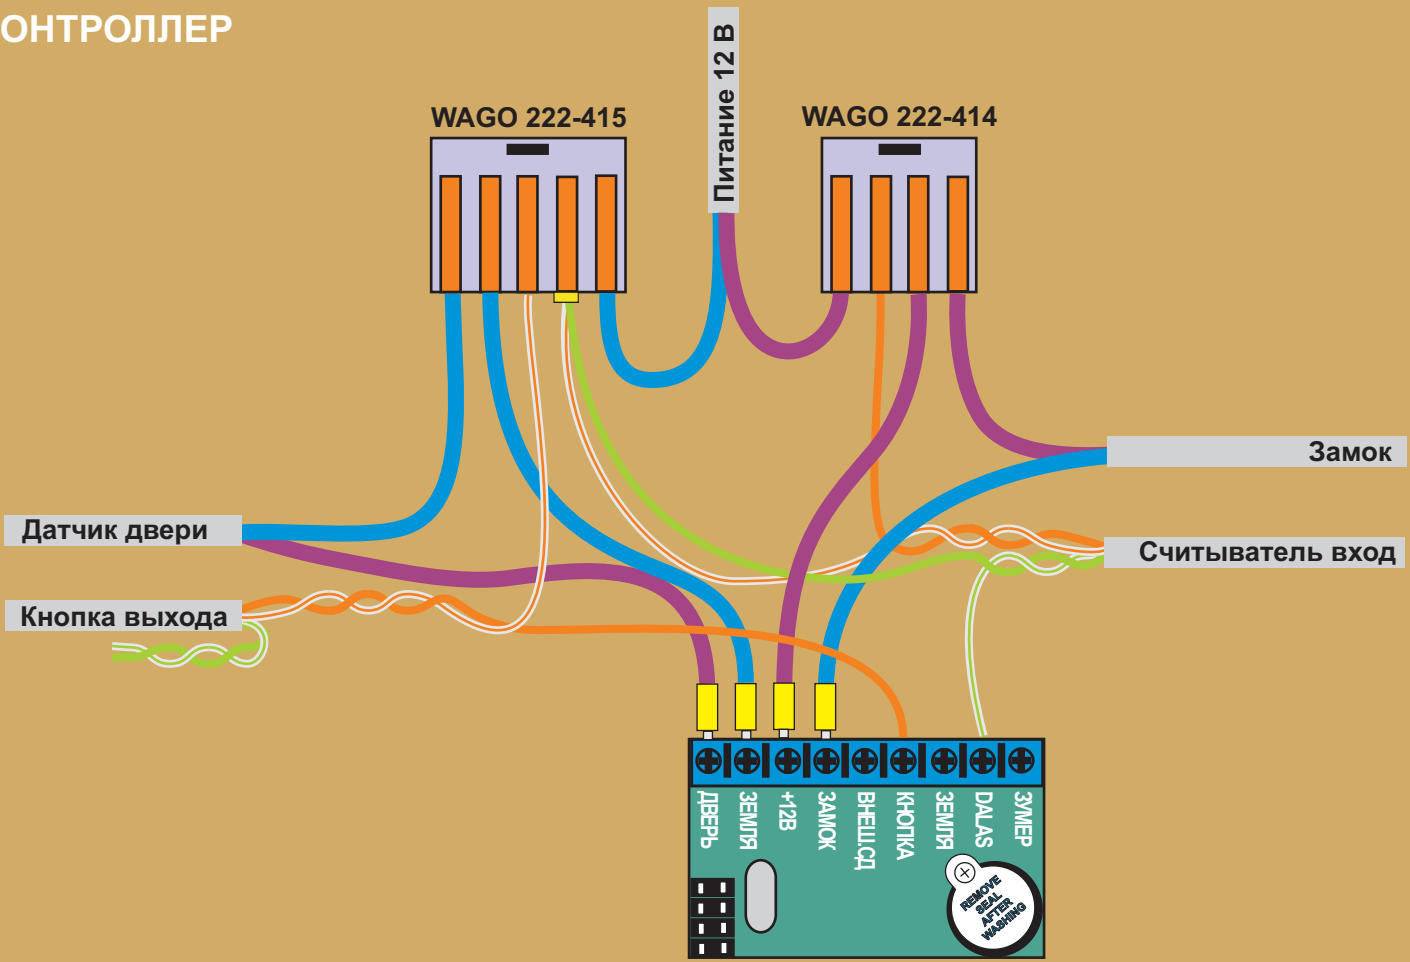 ОНТРОЛЛЕР
WAGO 222-415
Питание 12 В
WAGO 222-414
Замок
Датчик двери
Считыватель вход
Кнопка выхода
ДВЕРЬ
ЗЕМЛЯ
+12В
ЗАМОК
ВНЕШ.СД
КНОПКА
ЗЕМЛЯ
DALAS
ЗУМЕР
REMOVE
SEAL
AFTER
WASHING